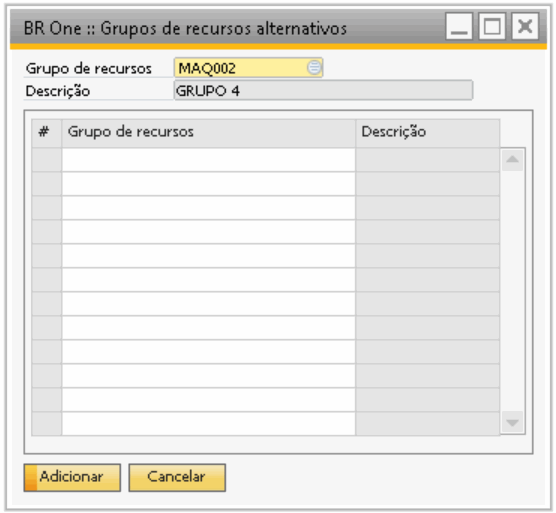 BR One :: Grupos de recursos alternativos
Grupo de recursos MAQ002
Descrição GRUPO 4
# Grupo de recursos Descrição
Adicionar Cancelar